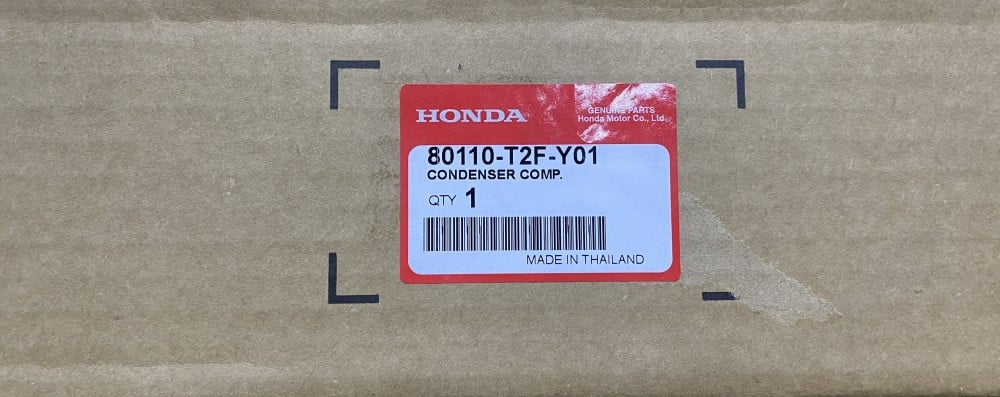 HONDA
GENUINE PARTS
Honda Motor Co., Ltd.
80110-T2F-Y01
CONDENSER COMP.
QTY 1
MADE IN THAILAND